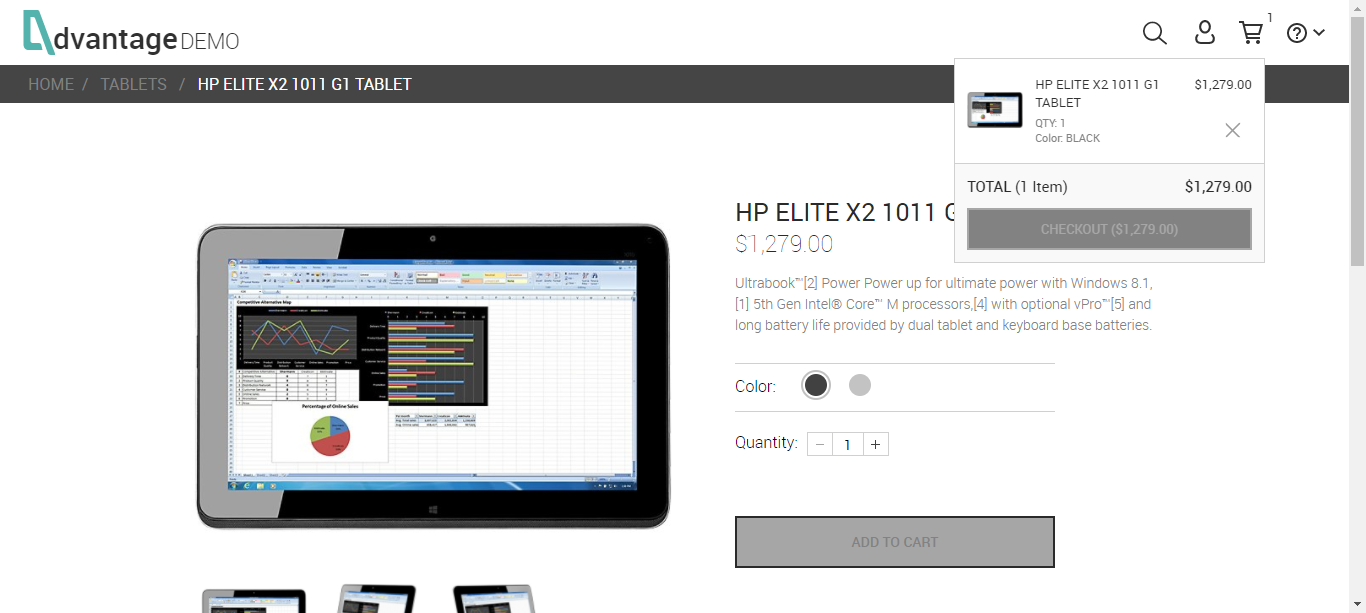 dvantage DEMO
1
HOME / TABLETS / HP ELITE X2 1011 G1 TABLET
HP ELITE X2 1011 G1 $1,279.00
TABLET
QTY: 1
Color: BLACK
TOTAL (1 Item) $1,279.00
CHECKOUT ($1,279.00)
HP ELITE X2 1011
$1,279.00
Ultrabook™[2] Power Power up for ultimate power with Windows 8.1,
[1] 5th Gen Intel® Core™ M processors,[4] with optional vPro™[5] and
long battery life provided by dual tablet and keyboard base batteries.
Color:
Quantity: − 1 +
ADD TO CART
Competitive Alternative Map
Percentage of Online Sales